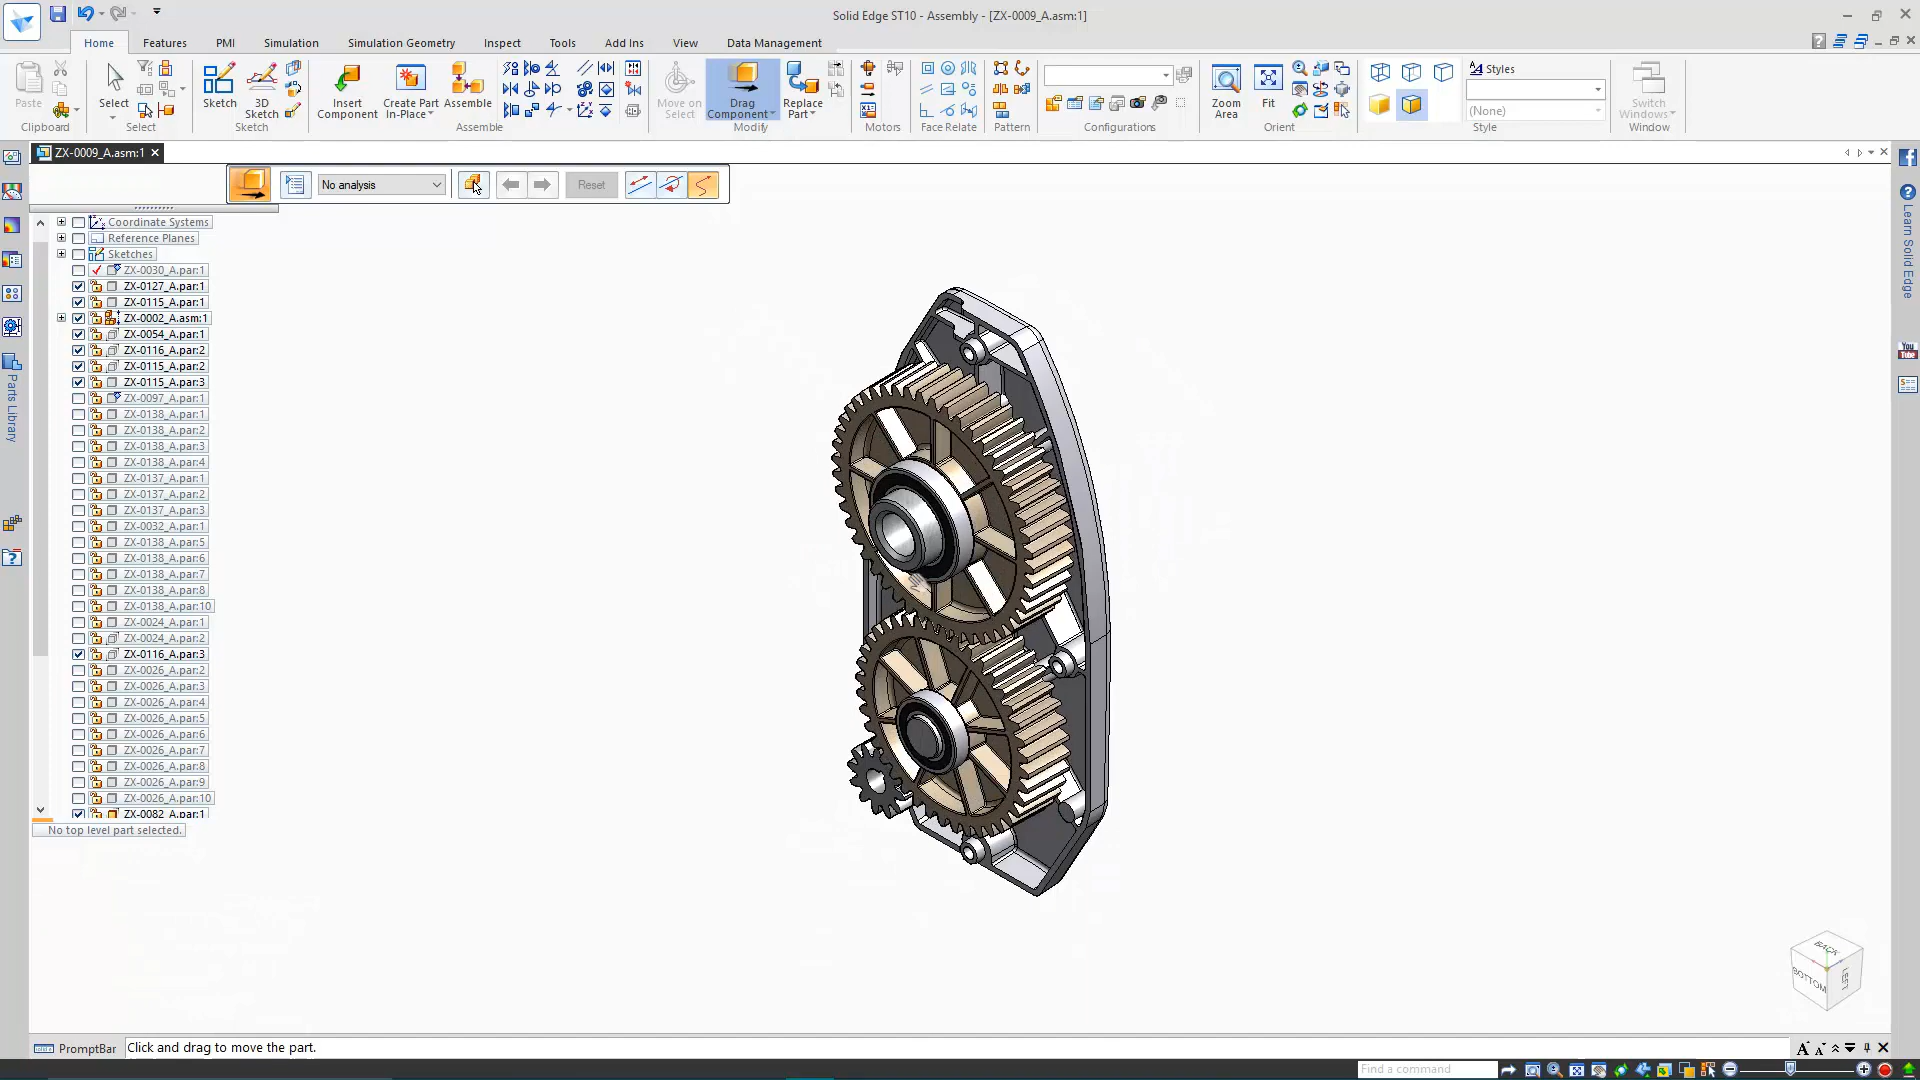 Solid Edge ST10 - Assembly - [ZX-0009_A.asm:1]
Home Features PMI Simulation Simulation Geometry Inspect Tools Add Ins View Data Management
Paste
Clipboard
Select
Select
Sketch
3D Sketch
Sketch
Insert Component
Create Part In-Place
Assemble
Assemble
Move on Select
Drag Component
Replace Part
Modify
Motors
Face Relate
Pattern
Configurations
Zoom Area
Fit
Orient
Styles
(None)
Style
Switch Windows
Window
ZX-0009_A.asm:1
No analysis
Reset
Coordinate Systems
Reference Planes
Sketches
ZX-0030_A.par:1
ZX-0127_A.par:1
ZX-0115_A.par:1
ZX-0002_A.asm:1
ZX-0054_A.par:1
ZX-0116_A.par:2
ZX-0115_A.par:2
ZX-0115_A.par:3
ZX-0097_A.par:1
ZX-0138_A.par:1
ZX-0138_A.par:2
ZX-0138_A.par:3
ZX-0138_A.par:4
ZX-0137_A.par:1
ZX-0137_A.par:2
ZX-0137_A.par:3
ZX-0032_A.par:1
ZX-0138_A.par:5
ZX-0138_A.par:6
ZX-0138_A.par:7
ZX-0138_A.par:8
ZX-0138_A.par:10
ZX-0024_A.par:1
ZX-0024_A.par:2
ZX-0116_A.par:3
ZX-0026_A.par:2
ZX-0026_A.par:3
ZX-0026_A.par:4
ZX-0026_A.par:5
ZX-0026_A.par:6
ZX-0026_A.par:7
ZX-0026_A.par:8
ZX-0026_A.par:9
ZX-0026_A.par:10
ZX-0082_A.par:1
No top level part selected.
Parts Library
Learn Solid Edge
You Tube
BACK
BOTTOM
LEFT
PromptBar
Click and drag to move the part.
Find a command